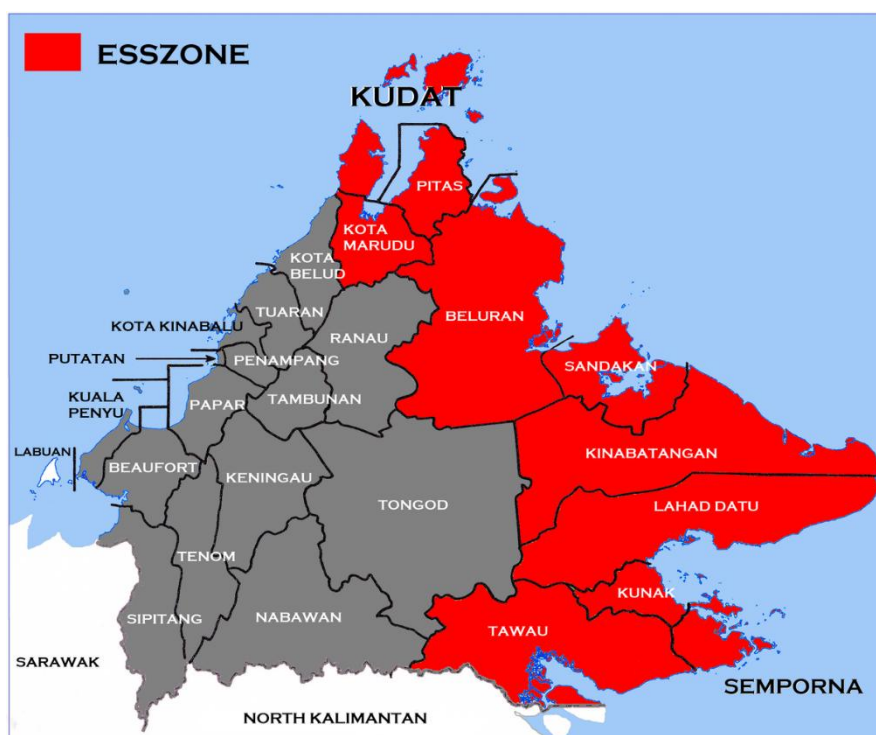 ESSZONE
KUDAT
PITAS
KOTA
MARUDU
KOTA
BELUD
TUARAN
BELURAN
KOTA KINABALU
RANAU
PUTATAN
PENAMPANG
SANDAKAN
KUALA
PENYU
PAPAR
TAMBUNAN
LABUAN
BEAUFORT
KENINGAU
KINABATANGAN
TONGOD
LAHAD DATU
TENOM
KUNAK
SIPITANG
NABAWAN
TAWAU
SARAWAK
SEMPORNA
NORTH KALIMANTAN